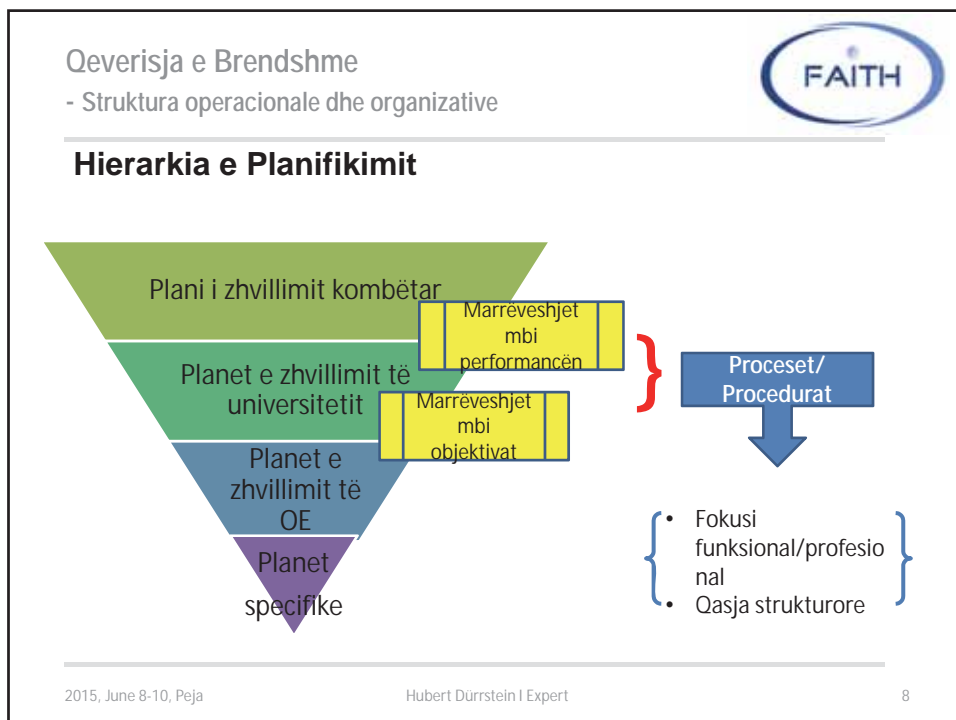 Qeverisja e Brendshme
- Struktura operacionale dhe organizative
FAITH
Hierarkia e Planifikimit
Plani i zhvillimit kombëtar
Marrëveshjet
mbi
performancën
Planet e zhvillimit të
universitetit
Marrëveshjet
mbi
objektivat
Planet e
zhvillimit të
OE
Planet
specifike
Proceset/
Procedurat
• Fokusi
funksional/profesio
nal
• Qasja strukturore
2015, June 8-10, Peja
Hubert Dürrstein I Expert
8